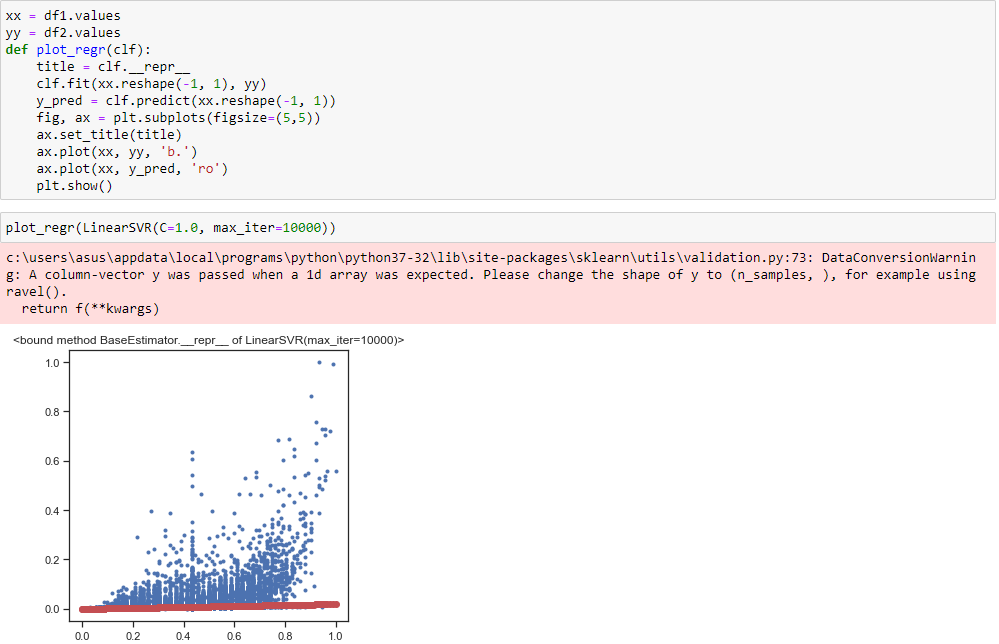 xx = df1.values
yy = df2.values
def plot_regr(clf):
    title = clf.__repr__
    clf.fit(xx.reshape(-1, 1), yy)
    y_pred = clf.predict(xx.reshape(-1, 1))
    fig, ax = plt.subplots(figsize=(5,5))
    ax.set_title(title)
    ax.plot(xx, yy, 'b.')
    ax.plot(xx, y_pred, 'ro')
    plt.show()
plot_regr(LinearSVR(C=1.0, max_iter=10000))
c:\users\asus\appdata\local\programs\python\python37-32\lib\site-packages\sklearn\utils\validation.py:73: DataConversionWarnin
g: A column-vector y was passed when a 1d array was expected. Please change the shape of y to (n_samples, ), for example using
ravel().
  return f(**kwargs)
<bound method BaseEstimator.__repr__ of LinearSVR(max_iter=10000)>
1.0
0.8
0.6
0.4
0.2
0.0
0.0 0.2 0.4 0.6 0.8 1.0